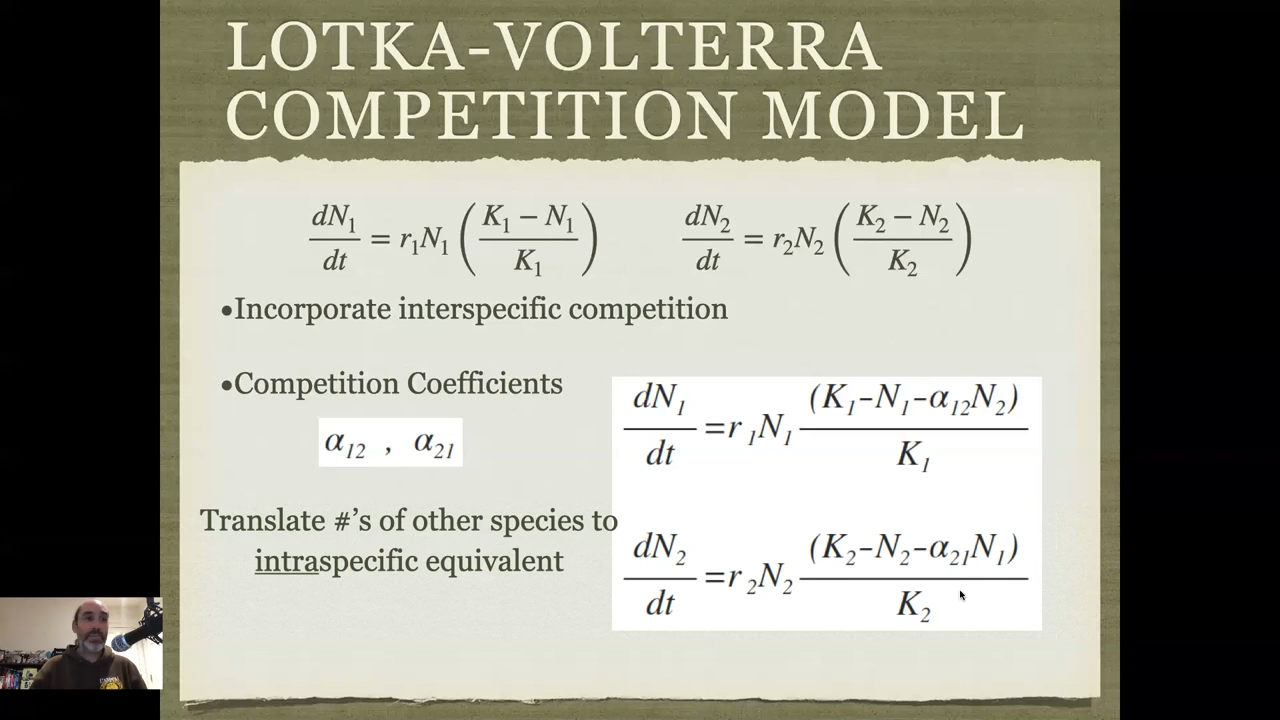 LOTKA-VOLTERRA
COMPETITION MODEL
dN₁/dt = r₁N₁ ((K₁ − N₁)/K₁)
dN₂/dt = r₂N₂ ((K₂ − N₂)/K₂)
•Incorporate interspecific competition
•Competition Coefficients
α₁₂ , α₂₁
dN₁/dt =r₁N₁ (K₁-N₁-α₁₂N₂)/K₁
Translate #’s of other species to
intraspecific equivalent
dN₂/dt =r₂N₂ (K₂-N₂-α₂₁N₁)/K₂